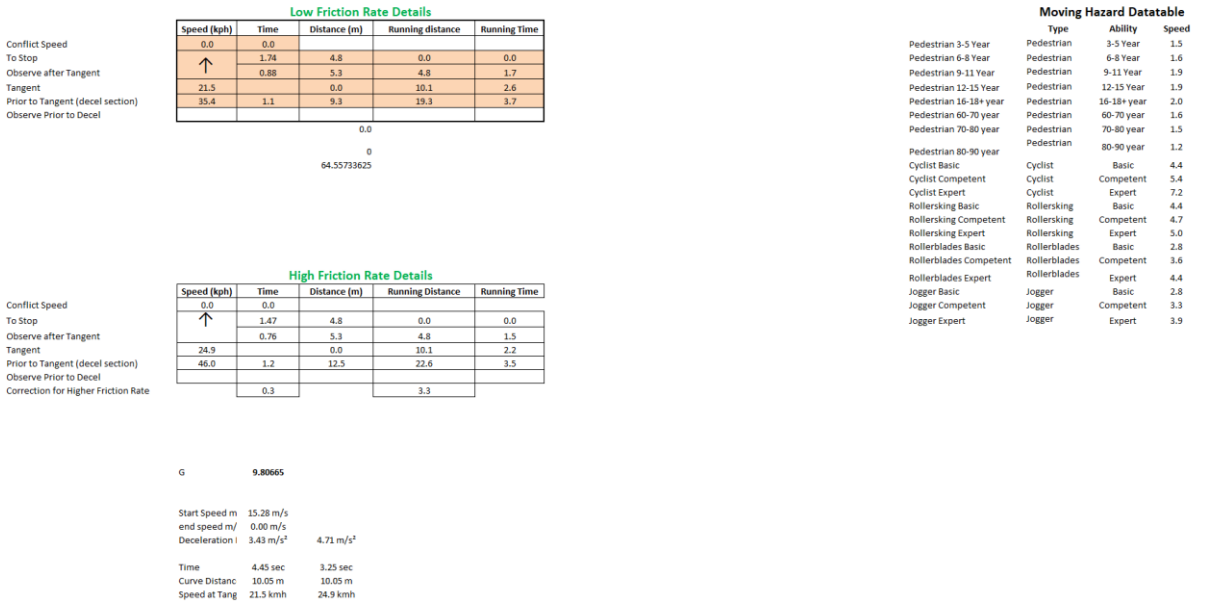 Low Friction Rate Details
Speed (kph) Time Distance (m) Running distance Running Time
Conflict Speed 0.0 0.0
To Stop ↑ 1.74 4.8 0.0 0.0
Observe after Tangent 0.88 5.3 4.8 1.7
Tangent 21.5 0.0 10.1 2.6
Prior to Tangent (decel section) 35.4 1.1 9.3 19.3 3.7
Observe Prior to Decel
0.0
0
64.55733625
High Friction Rate Details
Speed (kph) Time Distance (m) Running Distance Running Time
Conflict Speed 0.0 0.0
To Stop ↑ 1.47 4.8 0.0 0.0
Observe after Tangent 0.76 5.3 4.8 1.5
Tangent 24.9 0.0 10.1 2.2
Prior to Tangent (decel section) 46.0 1.2 12.5 22.6 3.5
Observe Prior to Decel
Correction for Higher Friction Rate 0.3 3.3
G 9.80665
Start Speed m 15.28 m/s
end speed m/ 0.00 m/s
Deceleration 3.43 m/s² 4.71 m/s²
Time 4.45 sec 3.25 sec
Curve Distanc 10.05 m 10.05 m
Speed at Tang 21.5 kmh 24.9 kmh
Moving Hazard Datatable
Type Ability Speed
Pedestrian 3-5 Year Pedestrian 3-5 Year 1.5
Pedestrian 6-8 Year Pedestrian 6-8 Year 1.6
Pedestrian 9-11 Year Pedestrian 9-11 Year 1.9
Pedestrian 12-15 Year Pedestrian 12-15 Year 1.9
Pedestrian 16-18+ year Pedestrian 16-18+ year 2.0
Pedestrian 60-70 year Pedestrian 60-70 year 1.6
Pedestrian 70-80 year Pedestrian 70-80 year 1.5
Pedestrian 80-90 year Pedestrian 80-90 year 1.2
Cyclist Basic Cyclist Basic 4.4
Cyclist Competent Cyclist Competent 5.4
Cyclist Expert Cyclist Expert 7.2
Rollersking Basic Rollersking Basic 4.4
Rollersking Competent Rollersking Competent 4.7
Rollersking Expert Rollersking Expert 5.0
Rollerblades Basic Rollerblades Basic 2.8
Rollerblades Competent Rollerblades Competent 3.6
Rollerblades Expert Rollerblades Expert 4.4
Jogger Basic Jogger Basic 2.8
Jogger Competent Jogger Competent 3.3
Jogger Expert Jogger Expert 3.9